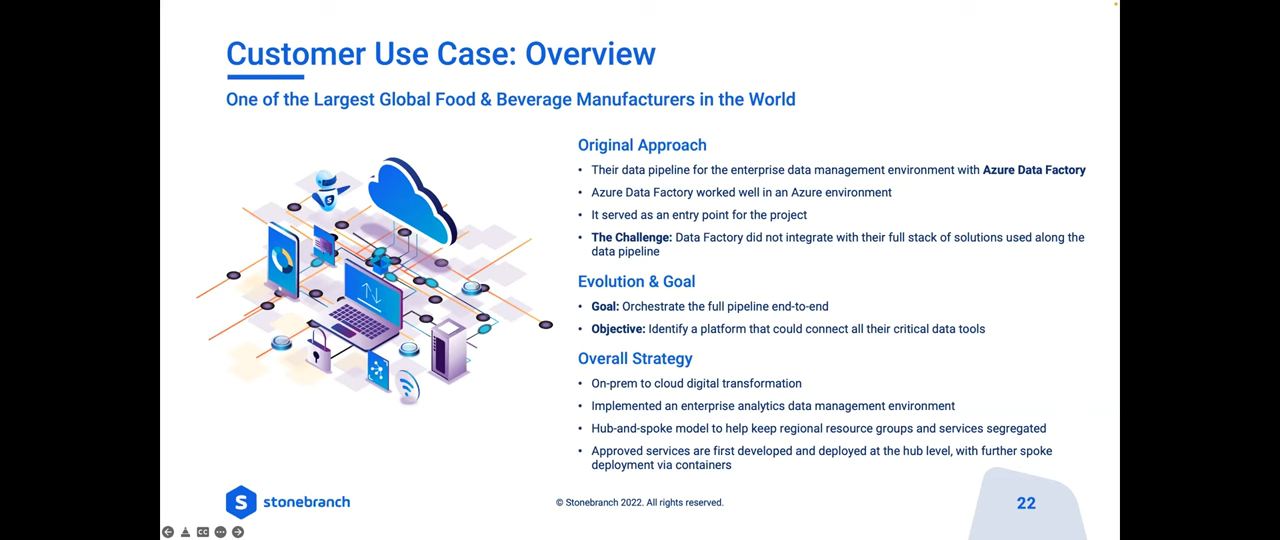 Customer Use Case: Overview
One of the Largest Global Food & Beverage Manufacturers in the World
Original Approach
• Their data pipeline for the enterprise data management environment with Azure Data Factory
• Azure Data Factory worked well in an Azure environment
• It served as an entry point for the project
• The Challenge: Data Factory did not integrate with their full stack of solutions used along the
data pipeline
Evolution & Goal
• Goal: Orchestrate the full pipeline end-to-end
• Objective: Identify a platform that could connect all their critical data tools
Overall Strategy
• On-prem to cloud digital transformation
• Implemented an enterprise analytics data management environment
• Hub-and-spoke model to help keep regional resource groups and services segregated
• Approved services are first developed and deployed at the hub level, with further spoke
deployment via containers
S stonebranch
© Stonebranch 2022. All rights reserved.
22
CC